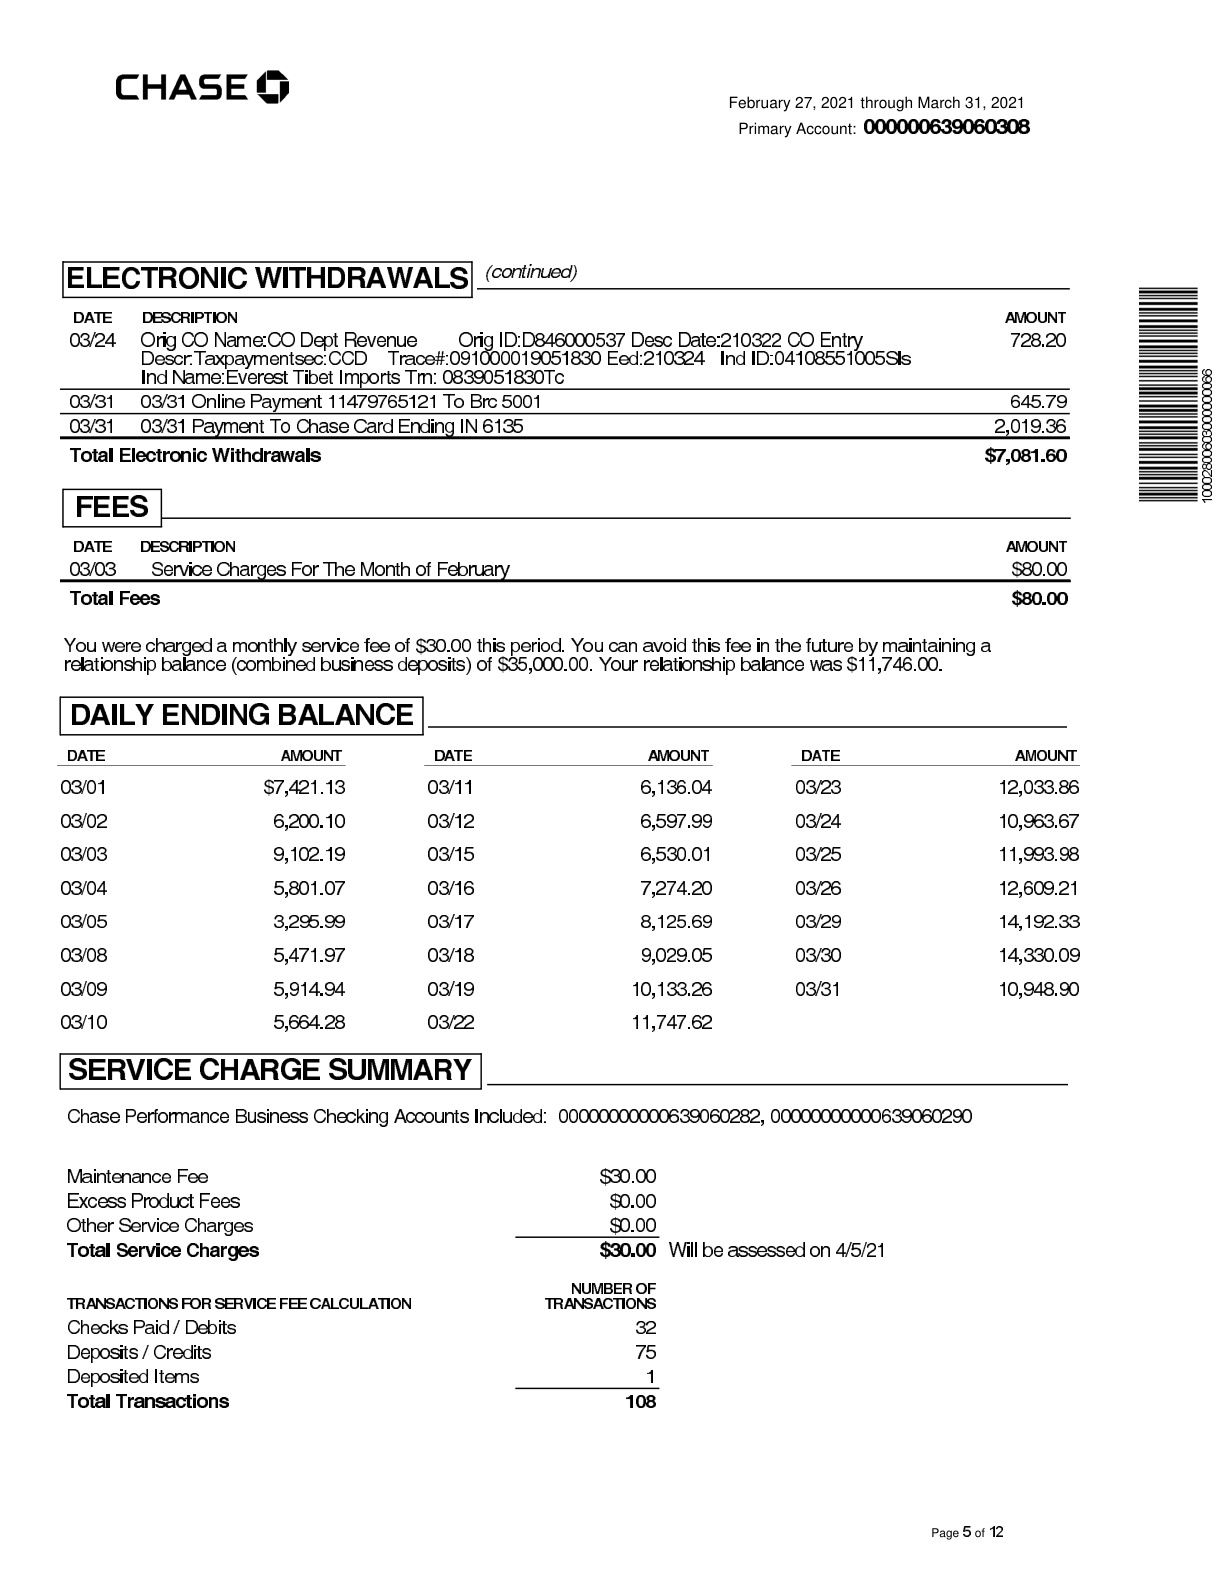 CHASE
February 27, 2021 through March 31, 2021
Primary Account: 000000639060308
ELECTRONIC WITHDRAWALS (continued)
DATE DESCRIPTION AMOUNT
03/24 Orig CO Name:CO Dept Revenue Orig ID:D846000537 Desc Date:210322 CO Entry 728.20
Descr:Taxpaymentsec:CCD Trace#:091000019051830 Eed:210324 Ind ID:04108551005Sls
Ind Name:Everest Tibet Imports Trn: 0839051830Tc
03/31 03/31 Online Payment 11479765121 To Brc 5001 645.79
03/31 03/31 Payment To Chase Card Ending IN 6135 2,019.36
Total Electronic Withdrawals $7,081.60
10002800603000000066
FEES
DATE DESCRIPTION AMOUNT
03/03 Service Charges For The Month of February $80.00
Total Fees $80.00
You were charged a monthly service fee of $30.00 this period. You can avoid this fee in the future by maintaining a
relationship balance (combined business deposits) of $35,000.00. Your relationship balance was $11,746.00.
DAILY ENDING BALANCE
DATE AMOUNT DATE AMOUNT DATE AMOUNT
03/01 $7,421.13 03/11 6,136.04 03/23 12,033.86
03/02 6,200.10 03/12 6,597.99 03/24 10,963.67
03/03 9,102.19 03/15 6,530.01 03/25 11,993.98
03/04 5,801.07 03/16 7,274.20 03/26 12,609.21
03/05 3,295.99 03/17 8,125.69 03/29 14,192.33
03/08 5,471.97 03/18 9,029.05 03/30 14,330.09
03/09 5,914.94 03/19 10,133.26 03/31 10,948.90
03/10 5,664.28 03/22 11,747.62
SERVICE CHARGE SUMMARY
Chase Performance Business Checking Accounts Included: 00000000000639060282, 00000000000639060290
Maintenance Fee $30.00
Excess Product Fees $0.00
Other Service Charges $0.00
Total Service Charges $30.00 Will be assessed on 4/5/21
NUMBER OF
TRANSACTIONS FOR SERVICE FEE CALCULATION TRANSACTIONS
Checks Paid / Debits 32
Deposits / Credits 75
Deposited Items 1
Total Transactions 108
Page 5 of 12